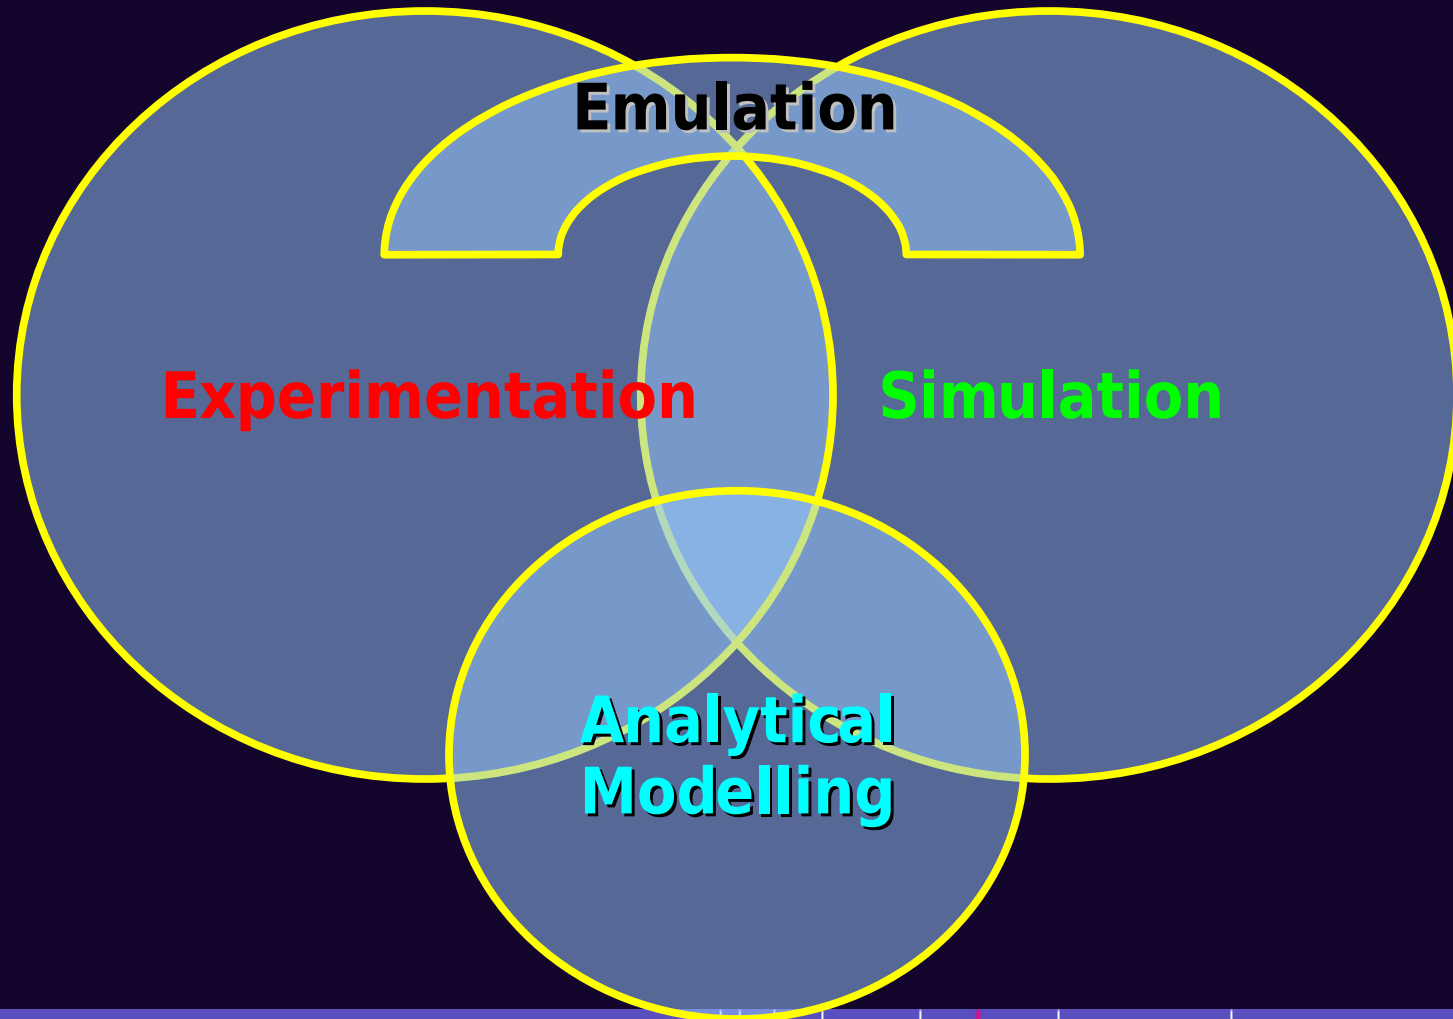 Emulation
Experimentation
Simulation
Analytical
Modelling